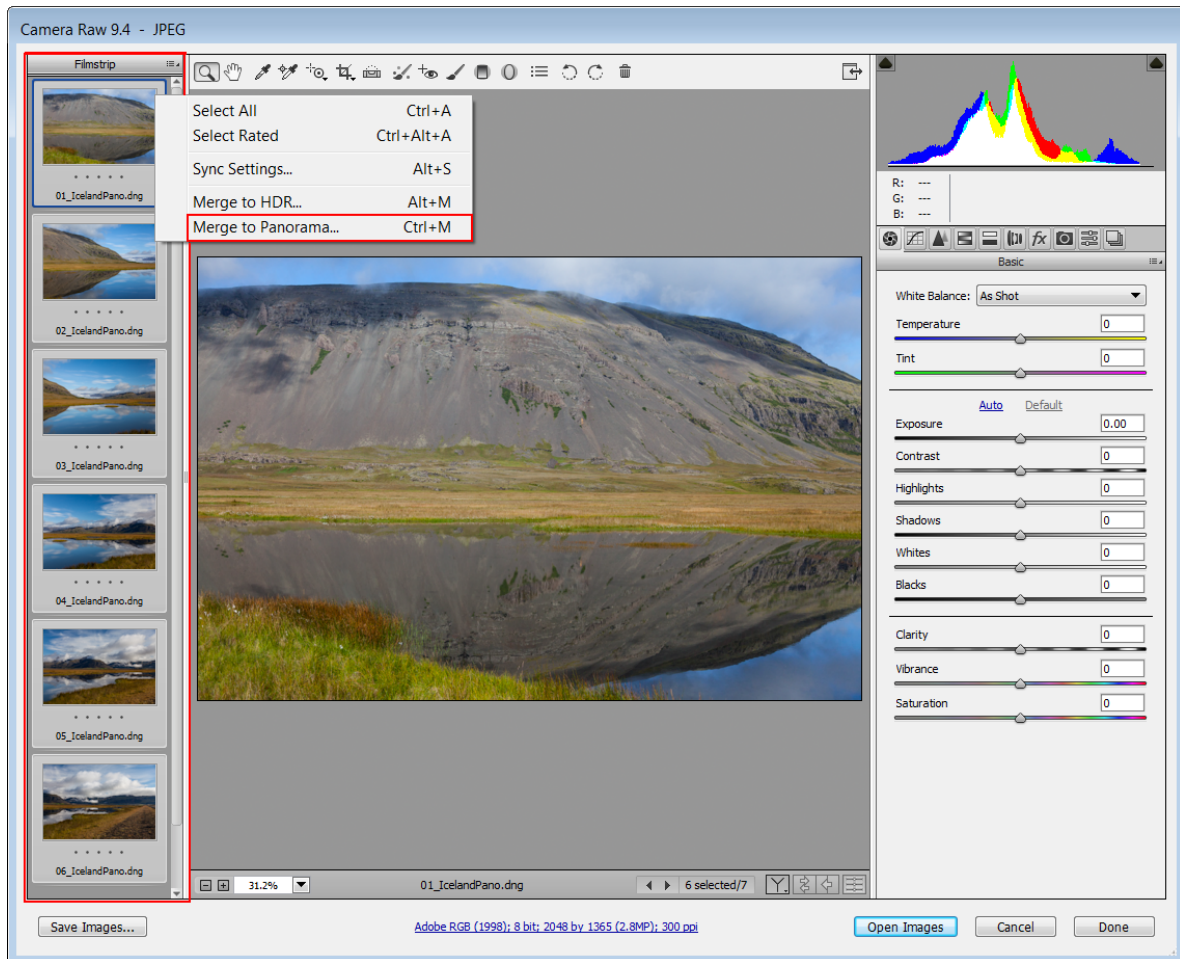 Camera Raw 9.4 - JPEG
Filmstrip
01_IcelandPano.dng
02_IcelandPano.dng
03_IcelandPano.dng
04_IcelandPano.dng
05_IcelandPano.dng
06_IcelandPano.dng
Select All Ctrl+A
Select Rated Ctrl+Alt+A
Sync Settings... Alt+S
Merge to HDR... Alt+M
Merge to Panorama... Ctrl+M
31.2%
01_IcelandPano.dng
6 selected/7
R: ---
G: ---
B: ---
fx
Basic
White Balance: As Shot
Temperature 0
Tint 0
Auto Default
Exposure 0.00
Contrast 0
Highlights 0
Shadows 0
Whites 0
Blacks 0
Clarity 0
Vibrance 0
Saturation 0
Save Images...
Adobe RGB (1998); 8 bit; 2048 by 1365 (2.8MP); 300 ppi
Open Images
Cancel
Done